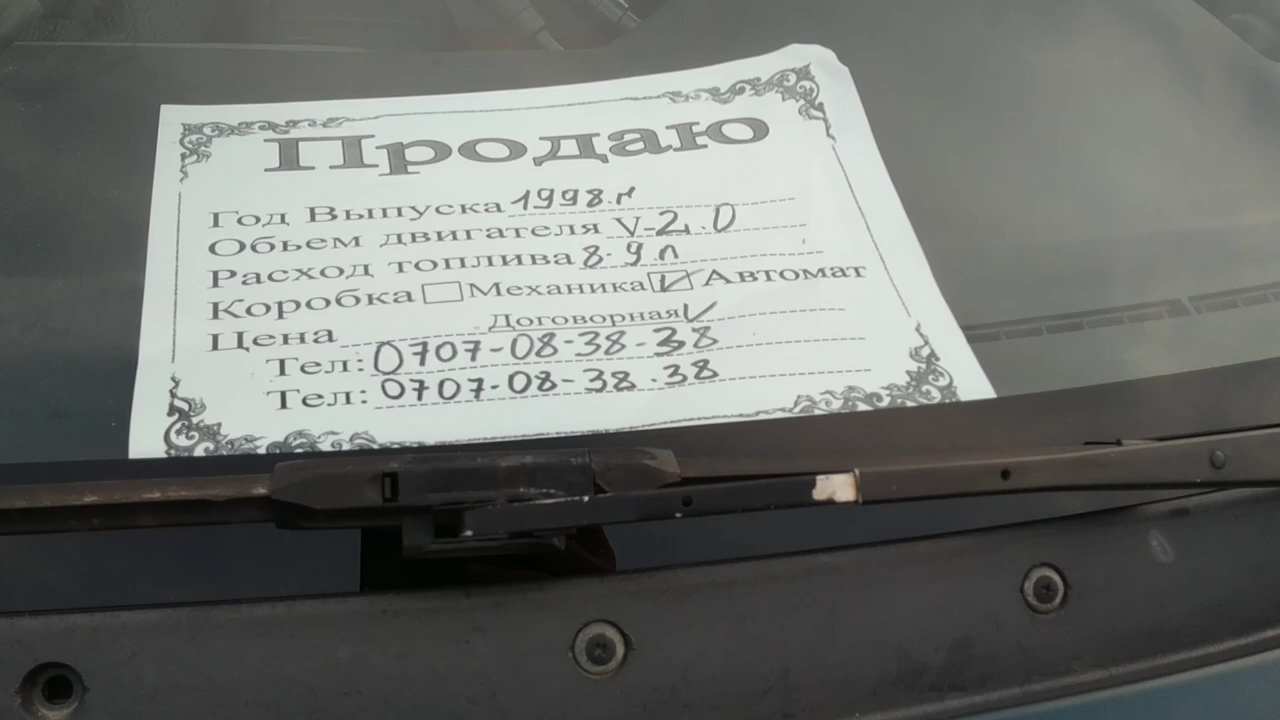 Продаю
Год Выпуска 1998.г
Обьем двигателя V-2.0
Расход топлива 8-9.л
Коробка ☐ Механика ☑ Автомат
Цена Договорная V
Тел: 0707-08-38-38
Тел: 0707-08-38.38